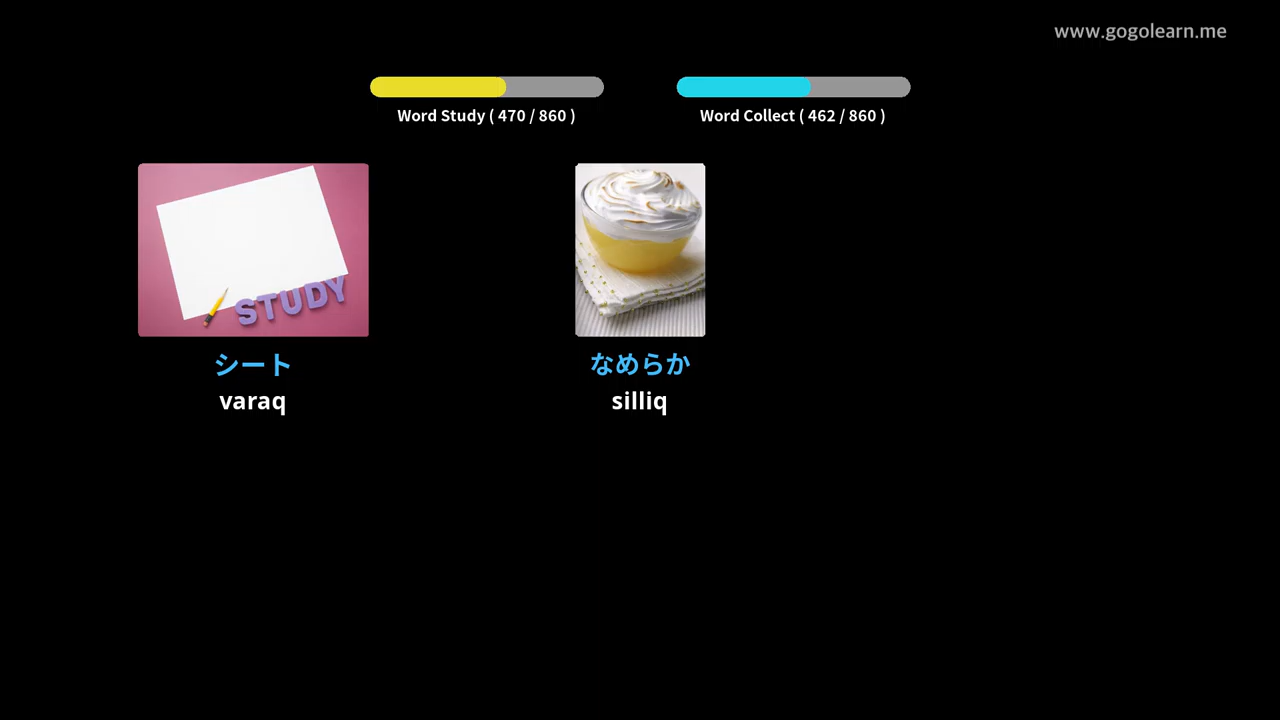 www.gogolearn.me
Word Study ( 470 / 860 )
Word Collect ( 462 / 860 )
STUDY
シート
varaq
なめらか
silliq